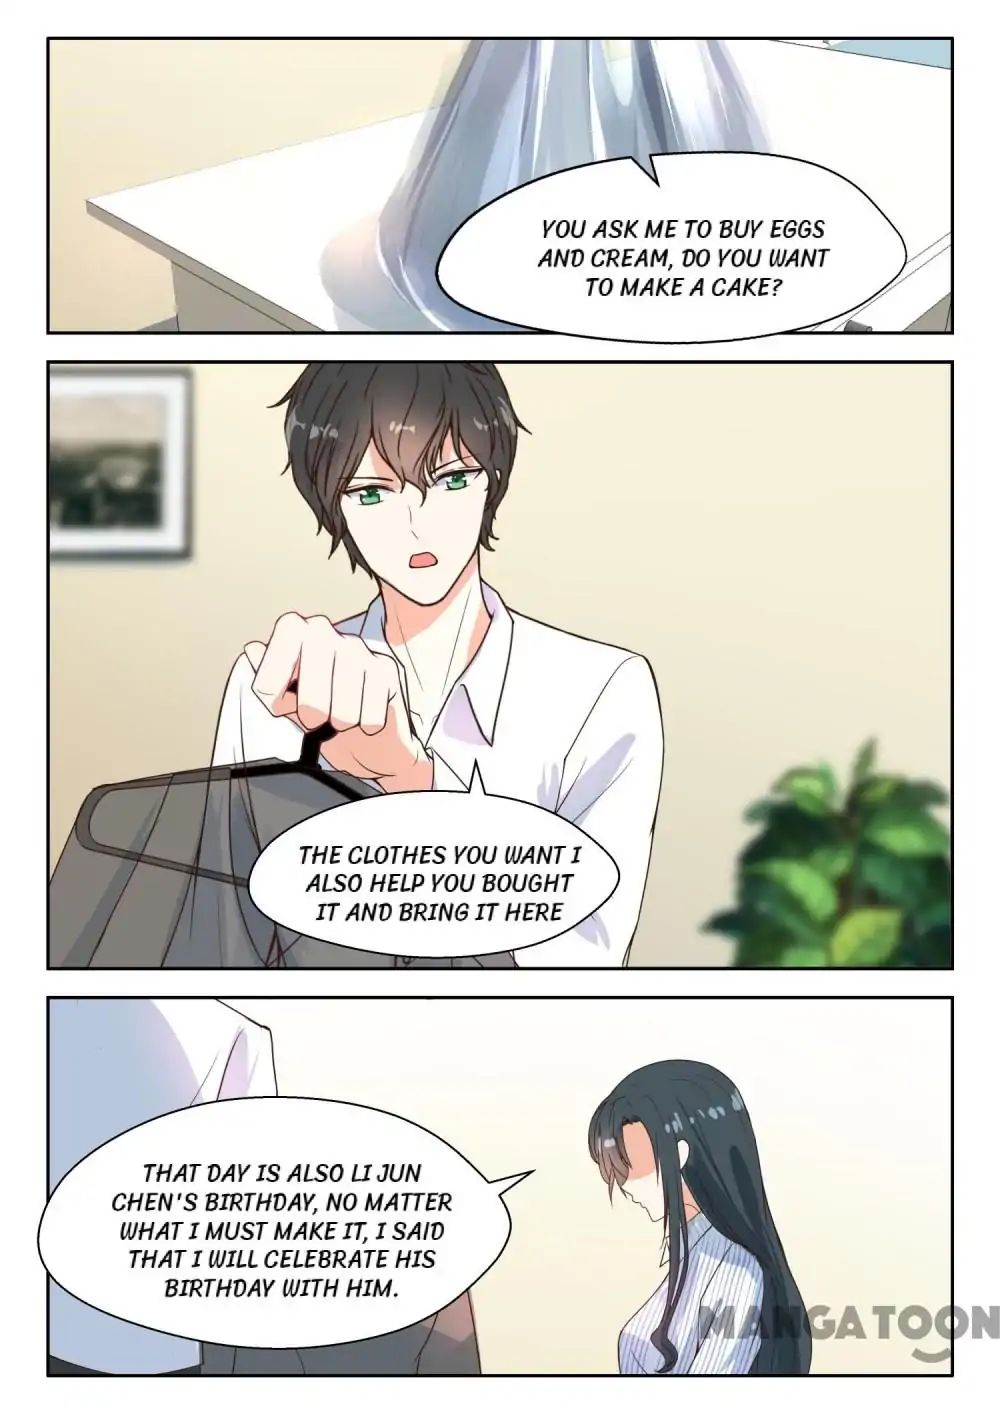 YOU ASK ME TO BUY EGGS
AND CREAM, DO YOU WANT
TO MAKE A CAKE?
THE CLOTHES YOU WANT I
ALSO HELP YOU BOUGHT
IT AND BRING IT HERE
THAT DAY IS ALSO LI JUN
CHEN'S BIRTHDAY, NO MATTER
WHAT I MUST MAKE IT, I SAID
THAT I WILL CELEBRATE HIS
BIRTHDAY WITH HIM.
MANGATOON